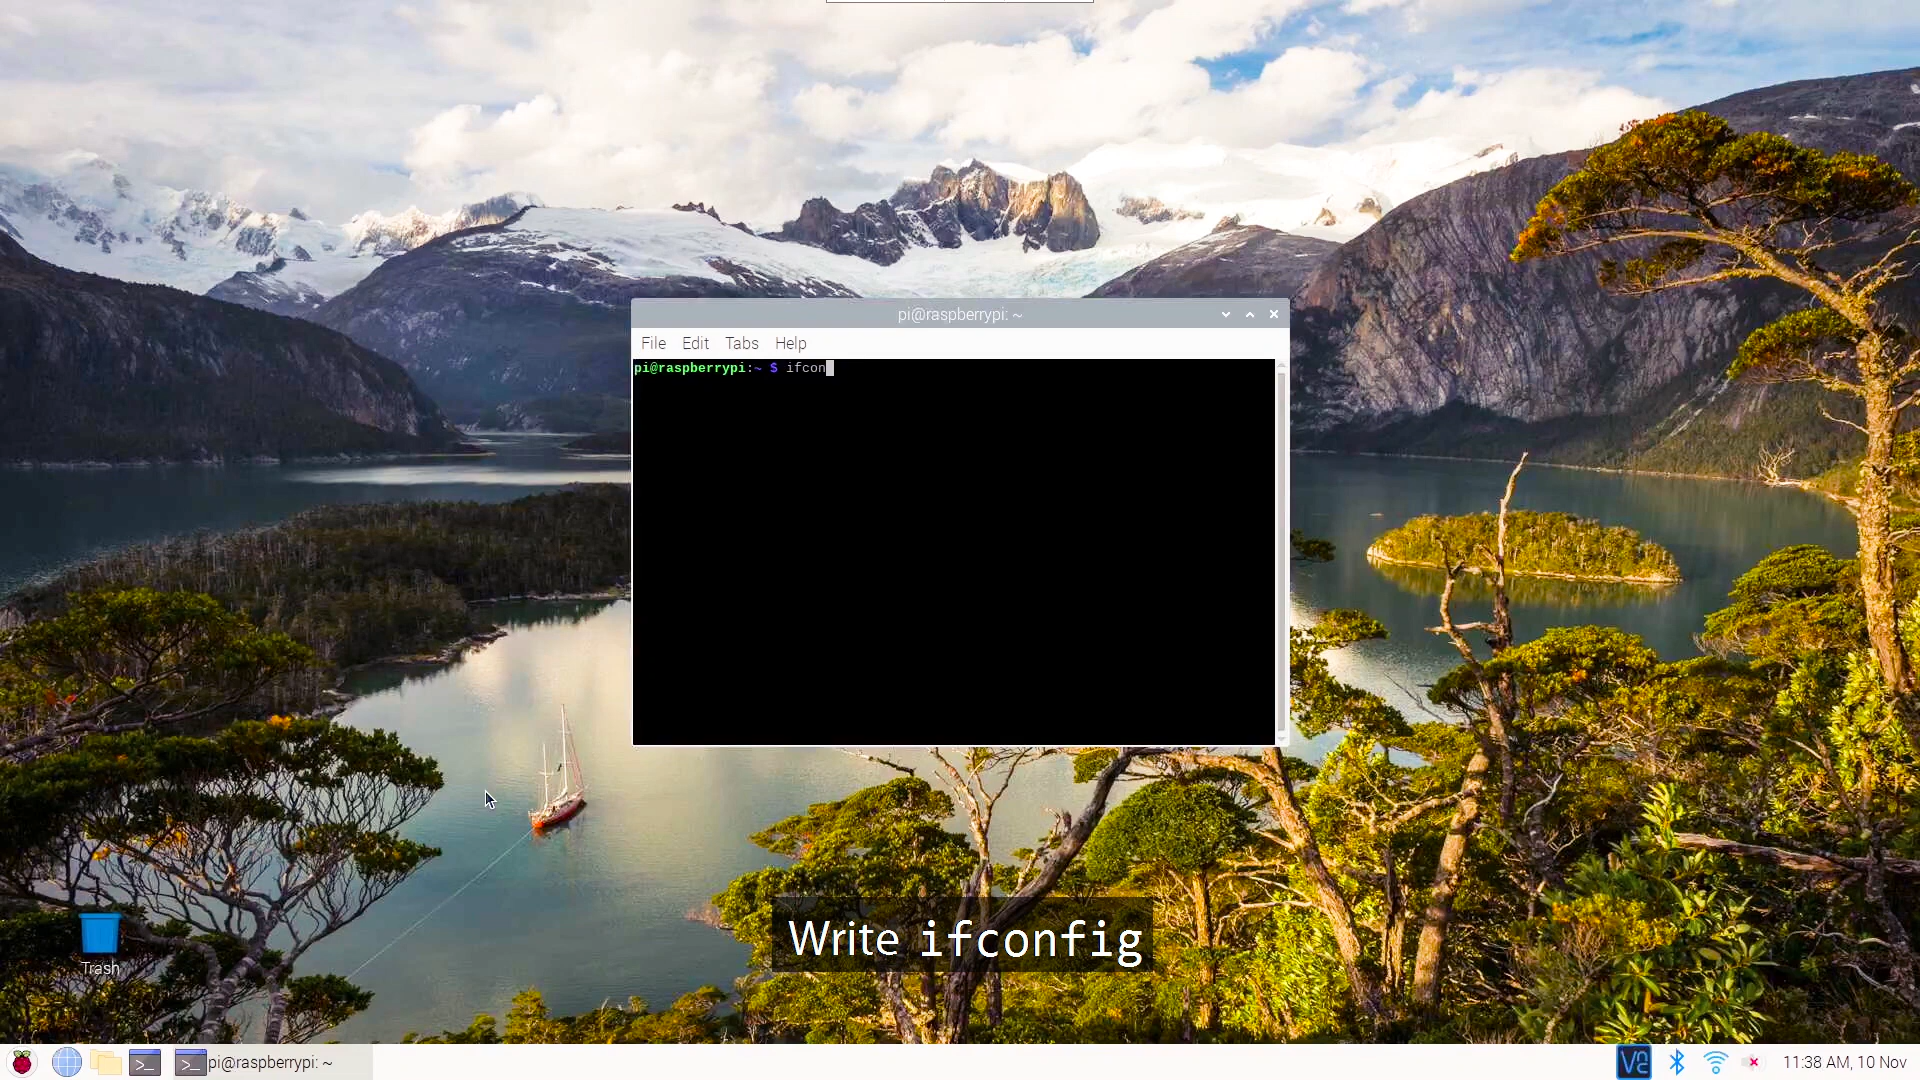 pi@raspberrypi: ~
File Edit Tabs Help
pi@raspberrypi:~ $ ifcon
Write ifconfig
Trash
pi@raspberrypi: ~
11:38 AM, 10 Nov